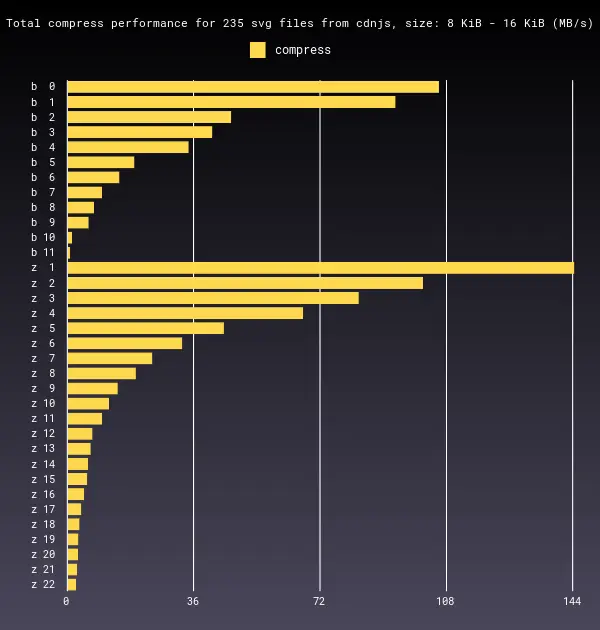 Total compress performance for 235 svg files from cdnjs, size: 8 KiB - 16 KiB (MB/s)
compress
b 0
b 1
b 2
b 3
b 4
b 5
b 6
b 7
b 8
b 9
b 10
b 11
z 1
z 2
z 3
z 4
z 5
z 6
z 7
z 8
z 9
z 10
z 11
z 12
z 13
z 14
z 15
z 16
z 17
z 18
z 19
z 20
z 21
z 22
0 36 72 108 144